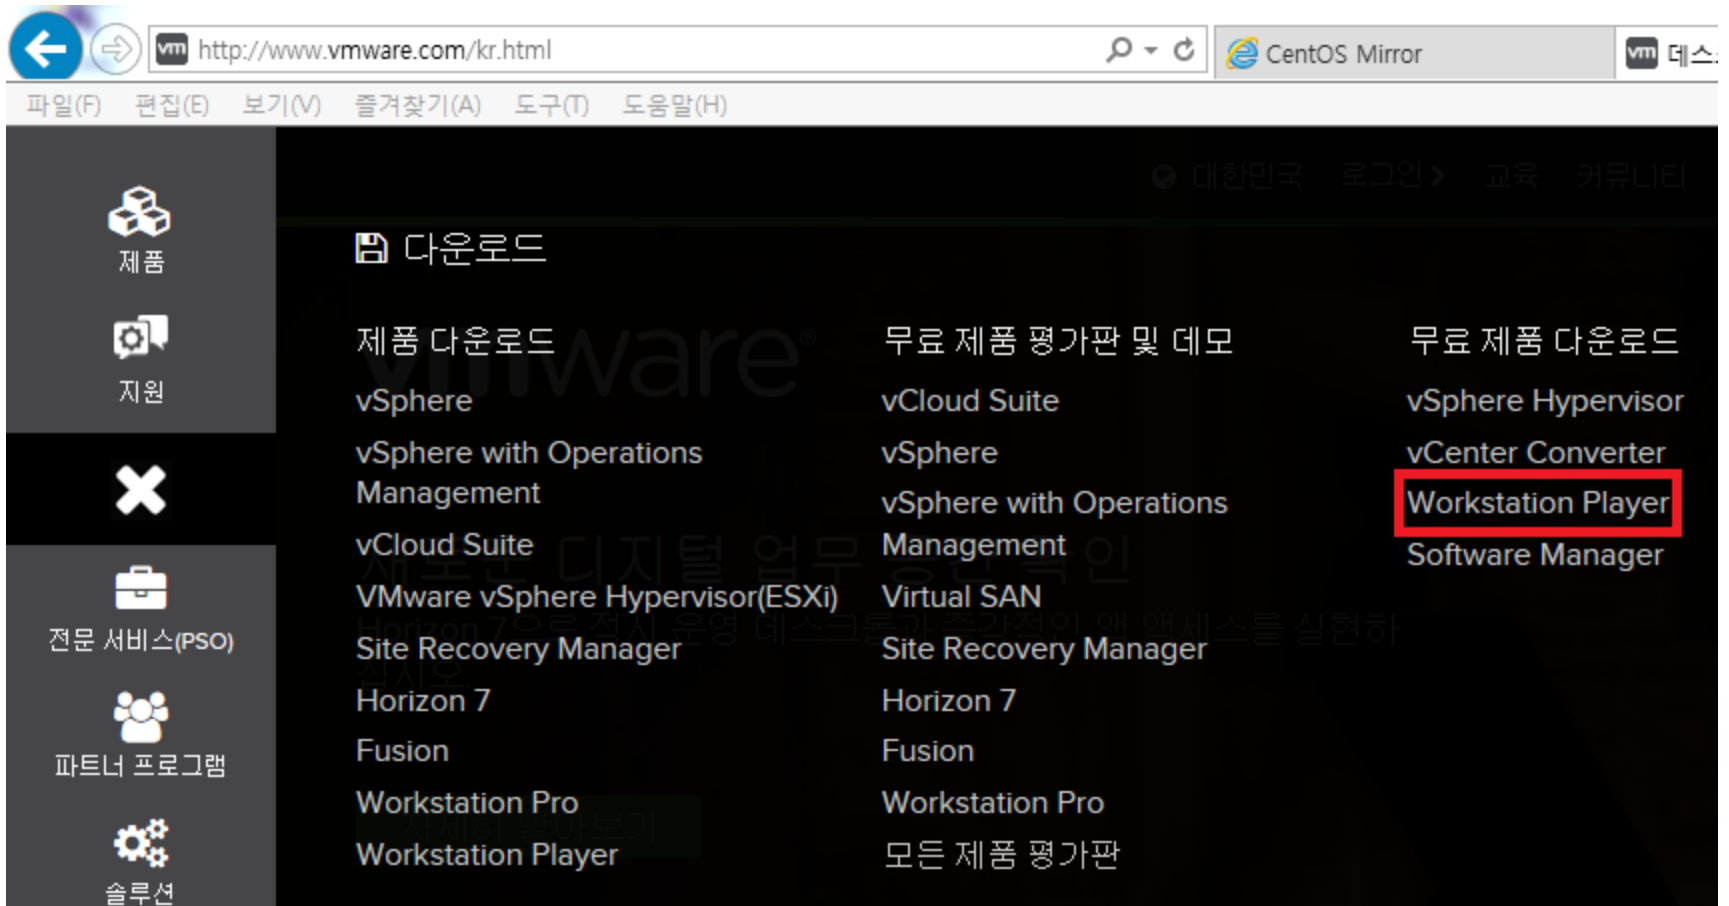 http://www.vmware.com/kr.html
CentOS Mirror
데스
파일(F) 편집(E) 보기(V) 즐겨찾기(A) 도구(T) 도움말(H)
대한민국 로그인 교육 커뮤니티
제품
지원
전문 서비스(PSO)
파트너 프로그램
솔루션
다운로드
제품 다운로드
vSphere
vSphere with Operations
Management
vCloud Suite
VMware vSphere Hypervisor(ESXi)
Site Recovery Manager
Horizon 7
Fusion
Workstation Pro
Workstation Player
무료 제품 평가판 및 데모
vCloud Suite
vSphere
vSphere with Operations
Management
Virtual SAN
Site Recovery Manager
Horizon 7
Fusion
Workstation Pro
모든 제품 평가판
무료 제품 다운로드
vSphere Hypervisor
vCenter Converter
Workstation Player
Software Manager
vmware